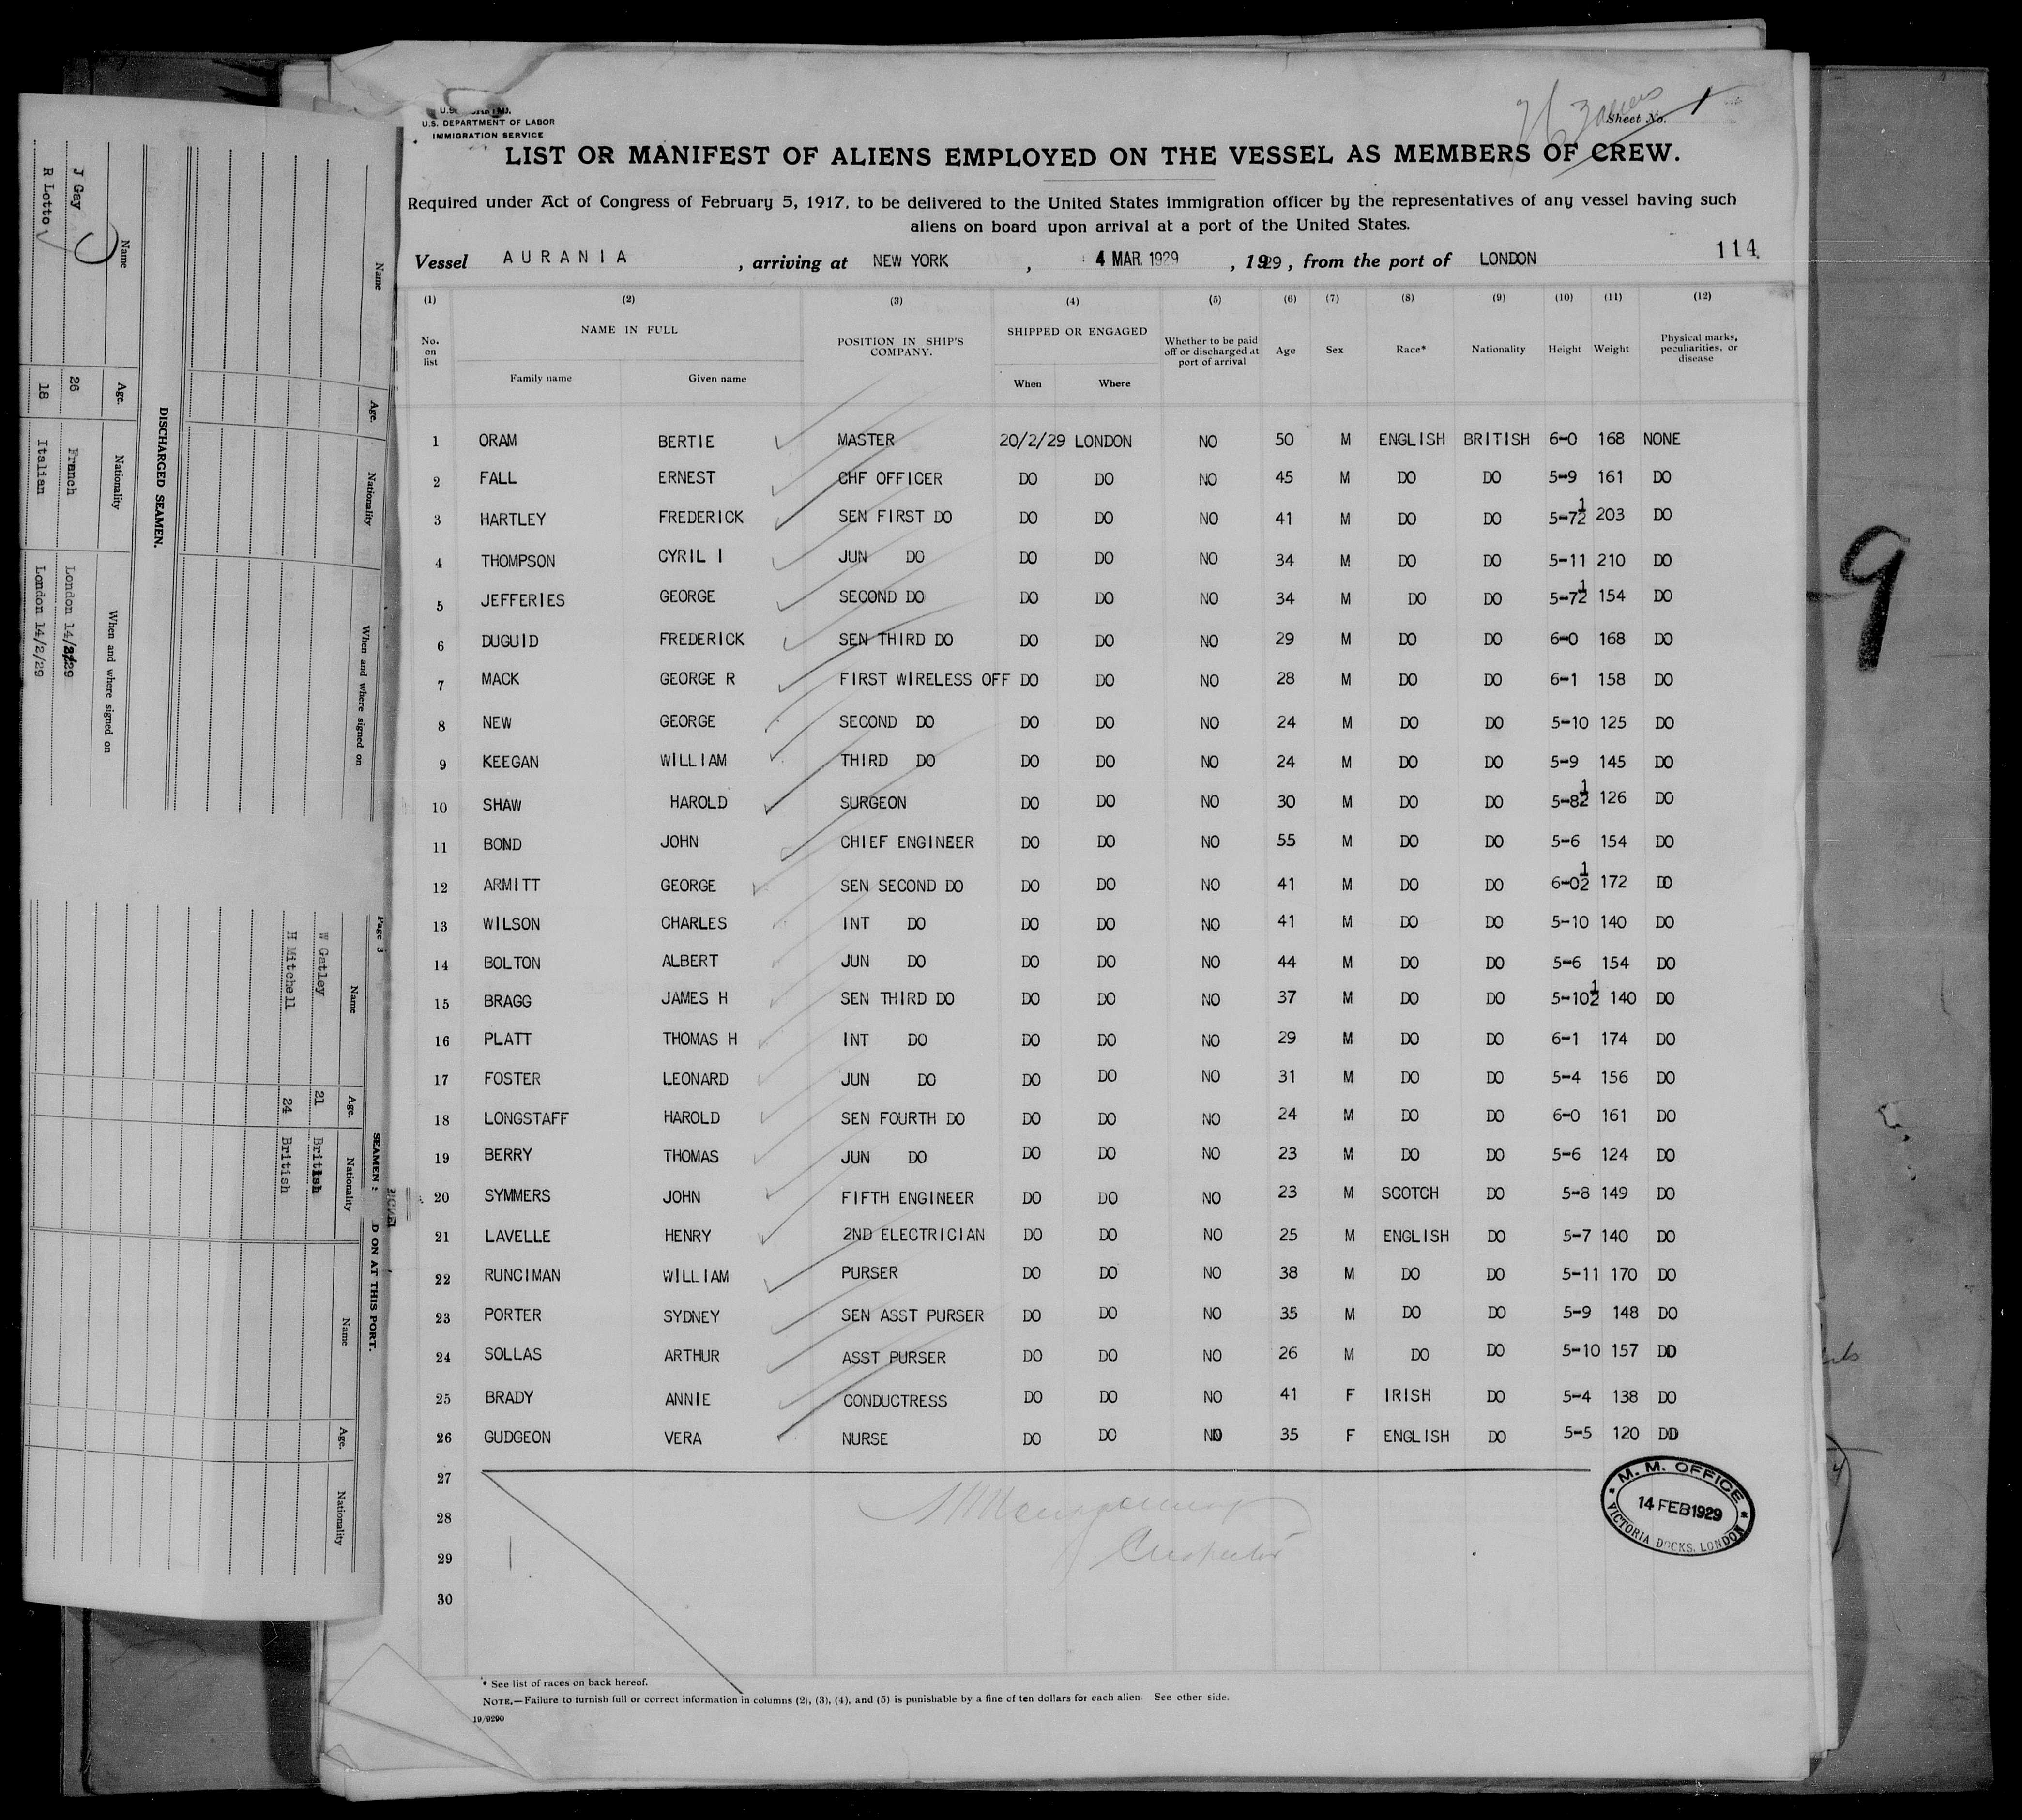 U.S. DEPARTMENT OF LABOR
IMMIGRATION SERVICE
Sheet No. 1
LIST OR MANIFEST OF ALIENS EMPLOYED ON THE VESSEL AS MEMBERS OF CREW.
Required under Act of Congress of February 5, 1917, to be delivered to the United States immigration officer by the representatives of any vessel having such
aliens on board upon arrival at a port of the United States.
Vessel AURANIA, arriving at NEW YORK, 4 MAR. 1929, 1929, from the port of LONDON
114
(1) (2) (3) (4) (5) (6) (7) (8) (9) (10) (11) (12)
No. on list NAME IN FULL POSITION IN SHIP'S COMPANY. SHIPPED OR ENGAGED Whether to be paid off or discharged at port of arrival Age Sex Race* Nationality Height Weight Physical marks, peculiarities, or disease
Family name Given name When Where
1 ORAM BERTIE MASTER 20/2/29 LONDON NO 50 M ENGLISH BRITISH 6-0 168 NONE
2 FALL ERNEST CHF OFFICER DO DO NO 45 M DO DO 5-9 161 DO
3 HARTLEY FREDERICK SEN FIRST DO DO DO NO 41 M DO DO 5-7½ 203 DO
4 THOMPSON CYRIL I JUN DO DO DO NO 34 M DO DO 5-11 210 DO
5 JEFFERIES GEORGE SECOND DO DO DO NO 34 M DO DO 5-7½ 154 DO
6 DUGUID FREDERICK SEN THIRD DO DO DO NO 29 M DO DO 6-0 168 DO
7 MACK GEORGE R FIRST WIRELESS OFF DO DO NO 28 M DO DO 6-1 158 DO
8 NEW GEORGE SECOND DO DO DO NO 24 M DO DO 5-10 125 DO
9 KEEGAN WILLIAM THIRD DO DO DO NO 24 M DO DO 5-9 145 DO
10 SHAW HAROLD SURGEON DO DO NO 30 M DO DO 5-8½ 126 DO
11 BOND JOHN CHIEF ENGINEER DO DO NO 55 M DO DO 5-6 154 DO
12 ARMITT GEORGE SEN SECOND DO DO DO NO 41 M DO DO 6-0½ 172 DO
13 WILSON CHARLES INT DO DO DO NO 41 M DO DO 5-10 140 DO
14 BOLTON ALBERT JUN DO DO DO NO 44 M DO DO 5-6 154 DO
15 BRAGG JAMES H SEN THIRD DO DO DO NO 37 M DO DO 5-10½ 140 DO
16 PLATT THOMAS H INT DO DO DO NO 29 M DO DO 6-1 174 DO
17 FOSTER LEONARD JUN DO DO DO NO 31 M DO DO 5-4 156 DO
18 LONGSTAFF HAROLD SEN FOURTH DO DO DO NO 24 M DO DO 6-0 161 DO
19 BERRY THOMAS JUN DO DO DO NO 23 M DO DO 5-6 124 DO
20 SYMMERS JOHN FIFTH ENGINEER DO DO NO 23 M SCOTCH DO 5-8 149 DO
21 LAVELLE HENRY 2ND ELECTRICIAN DO DO NO 25 M ENGLISH DO 5-7 140 DO
22 RUNCIMAN WILLIAM PURSER DO DO NO 38 M DO DO 5-11 170 DO
23 PORTER SYDNEY SEN ASST PURSER DO DO NO 35 M DO DO 5-9 148 DO
24 SOLLAS ARTHUR ASST PURSER DO DO NO 26 M DO DO 5-10 157 DO
25 BRADY ANNIE CONDUCTRESS DO DO NO 41 F IRISH DO 5-4 138 DO
26 GUDGEON VERA NURSE DO DO NO 35 F ENGLISH DO 5-5 120 DO
27
28
29
30
M. M. OFFICE
14 FEB 1929
VICTORIA DOCKS, LONDON
* See list of races on back hereof.
NOTE.—Failure to furnish full or correct information in columns (2), (3), (4), and (5) is punishable by a fine of ten dollars for each alien. See other side.
19/9290
9
Name Age. Nationality When and where signed on
DISCHARGED SEAMEN.
Name Age. Nationality When and where signed on
J Gay 26 French London 14/2/29
R Lotto 18 Italian London 14/2/29
Page 3
SEAMEN D ON AT THIS PORT.
Name Age. Nationality Name Age. Nationality
W Gatley 21 British
H Mitchell 24 British